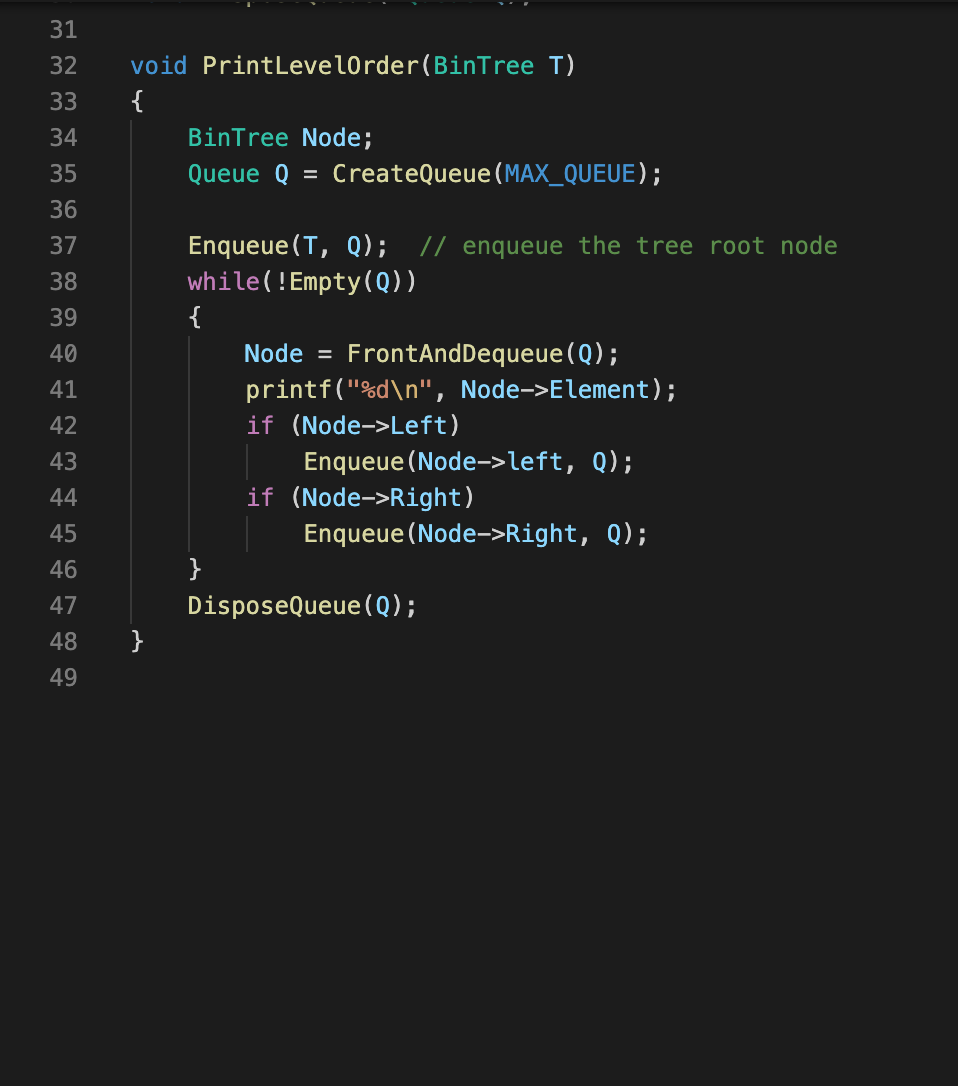 31
32 void PrintLevelOrder(BinTree T)
33 {
34 BinTree Node;
35 Queue Q = CreateQueue(MAX_QUEUE);
36
37 Enqueue(T, Q); // enqueue the tree root node
38 while(!Empty(Q))
39 {
40 Node = FrontAndDequeue(Q);
41 printf("%d\n", Node->Element);
42 if (Node->Left)
43 Enqueue(Node->left, Q);
44 if (Node->Right)
45 Enqueue(Node->Right, Q);
46 }
47 DisposeQueue(Q);
48 }
49